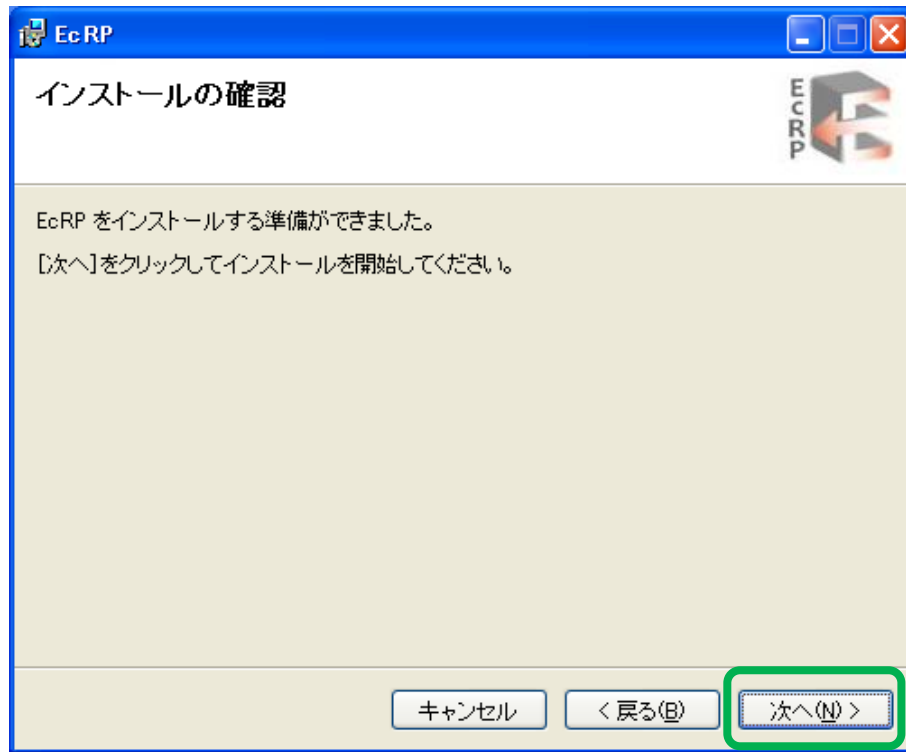 EcRP
インストールの確認
EcRP
EcRP をインストールする準備ができました。
[次へ]をクリックしてインストールを開始してください。
キャンセル
< 戻る(B)
次へ(N) >